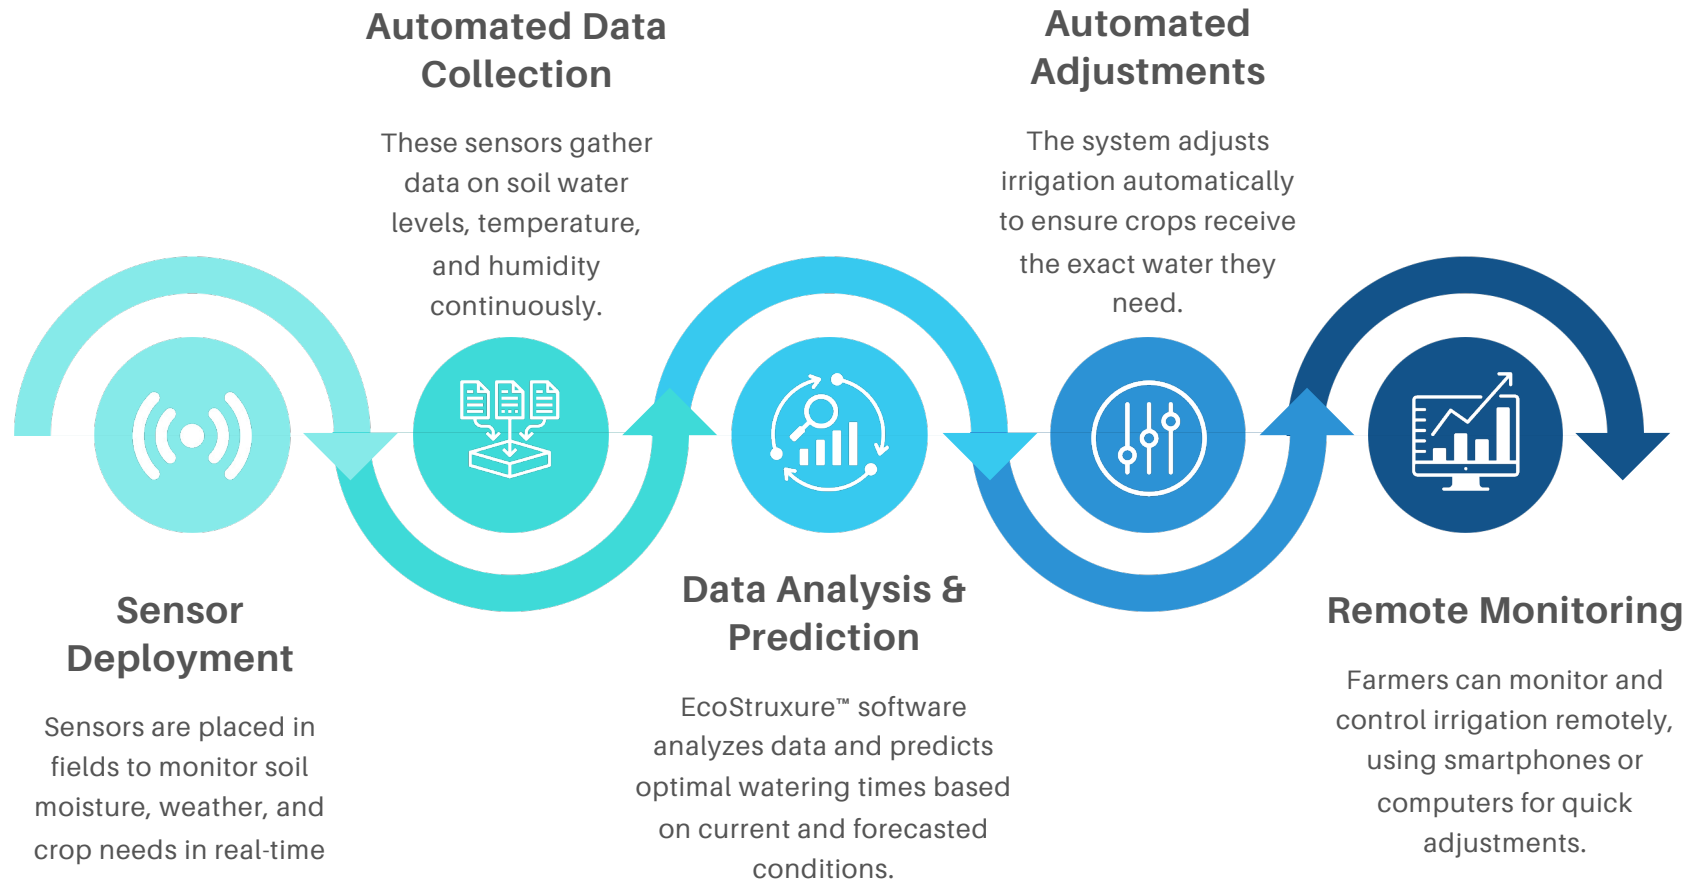 Sensor
Deployment
Sensors are placed in
fields to monitor soil
moisture, weather, and
crop needs in real-time
Automated Data
Collection
These sensors gather
data on soil water
levels, temperature,
and humidity
continuously.
Data Analysis &
Prediction
EcoStruxure™ software
analyzes data and predicts
optimal watering times based
on current and forecasted
conditions.
Automated
Adjustments
The system adjusts
irrigation automatically
to ensure crops receive
the exact water they
need.
Remote Monitoring
Farmers can monitor and
control irrigation remotely,
using smartphones or
computers for quick
adjustments.